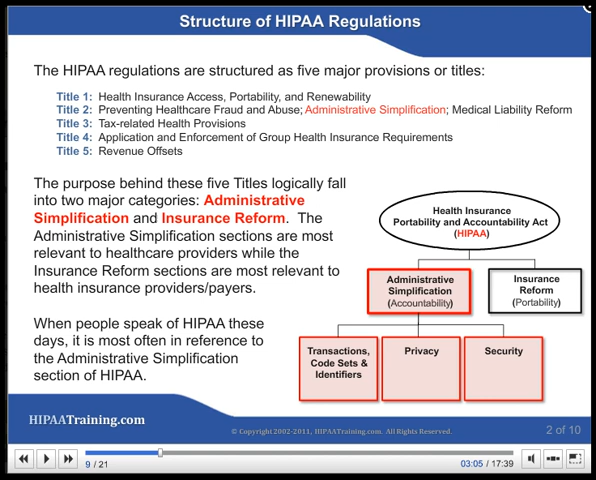 Structure of HIPAA Regulations
The HIPAA regulations are structured as five major provisions or titles:
Title 1: Health Insurance Access, Portability, and Renewability
Title 2: Preventing Healthcare Fraud and Abuse; Administrative Simplification; Medical Liability Reform
Title 3: Tax-related Health Provisions
Title 4: Application and Enforcement of Group Health Insurance Requirements
Title 5: Revenue Offsets
The purpose behind these five Titles logically fall
into two major categories: Administrative
Simplification and Insurance Reform. The
Administrative Simplification sections are most
relevant to healthcare providers while the
Insurance Reform sections are most relevant to
health insurance providers/payers.
When people speak of HIPAA these
days, it is most often in reference to
the Administrative Simplification
section of HIPAA.
Health Insurance
Portability and Accountability Act
(HIPAA)
Administrative
Simplification
(Accountability)
Insurance
Reform
(Portability)
Transactions,
Code Sets &
Identifiers
Privacy
Security
HIPAATraining.com
© Copyright 2002-2011, HIPAATraining.com. All Rights Reserved.
2 of 10
9 / 21
03:05 / 17:39